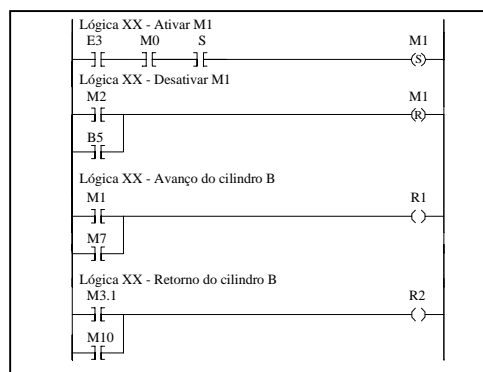 Lógica XX - Ativar M1
E3 M0 S M1
(S)
Lógica XX - Desativar M1
M2 M1
(R)
B5
Lógica XX - Avanço do cilindro B
M1 R1
M7
Lógica XX - Retorno do cilindro B
M3.1 R2
M10